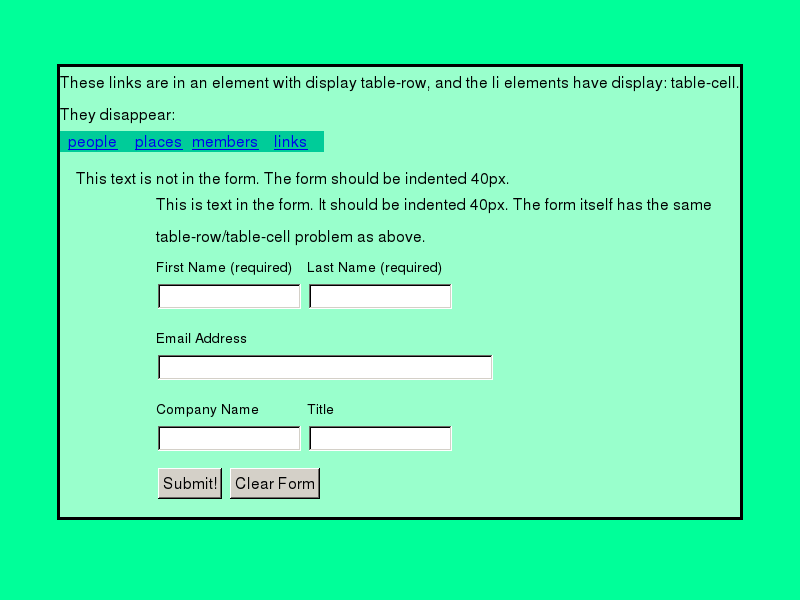 These links are in an element with display table-row, and the li elements have display: table-cell.
They disappear:
people places members links
This text is not in the form. The form should be indented 40px.
This is text in the form. It should be indented 40px. The form itself has the same
table-row/table-cell problem as above.
First Name (required) Last Name (required)
Email Address
Company Name Title
Submit! Clear Form